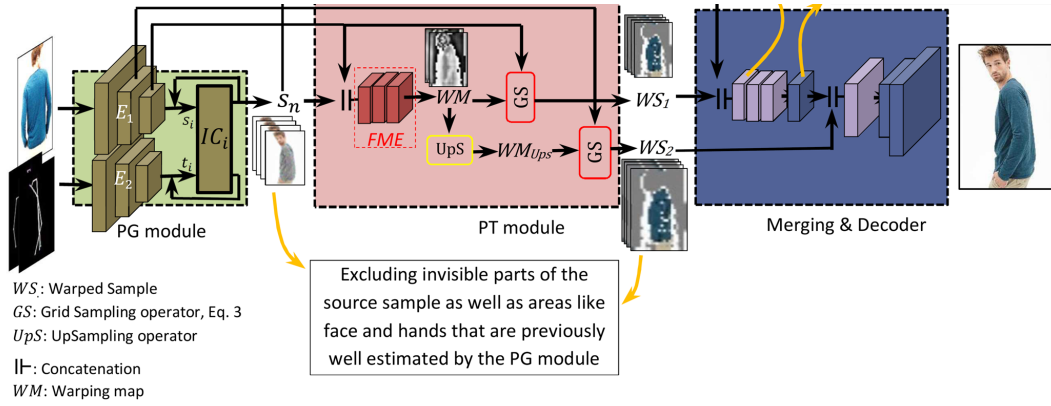 E1
si
ICi
E2
ti
PG module
Sn
FME
WM
UpS
WMUps
GS
GS
PT module
WS1
WS2
Merging & Decoder
Excluding invisible parts of the
source sample as well as areas like
face and hands that are previously
well estimated by the PG module
WS: Warped Sample
GS: Grid Sampling operator, Eq. 3
UpS: UpSampling operator
: Concatenation
WM: Warping map